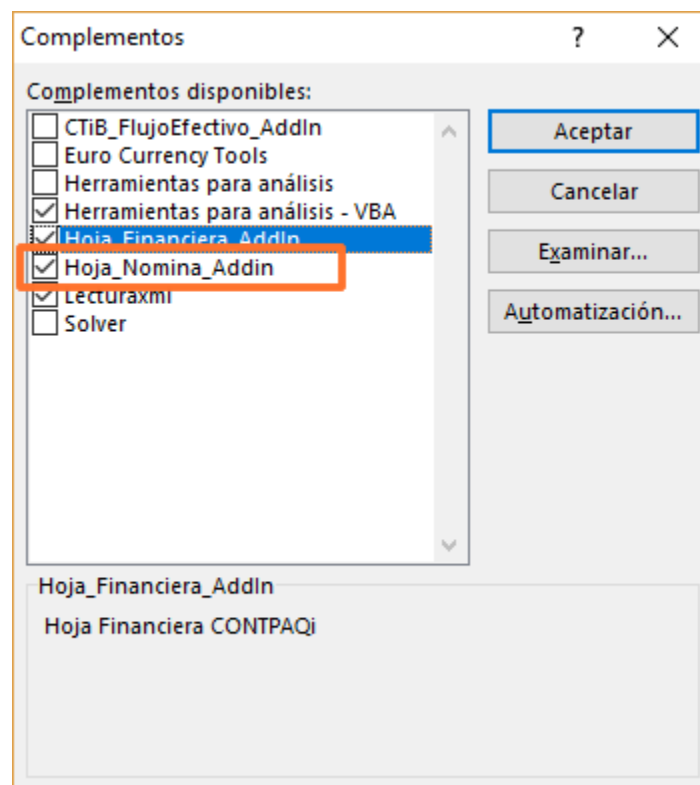 Complementos
?
Complementos disponibles:
CTiB_FlujoEfectivo_AddIn
Euro Currency Tools
Herramientas para análisis
Herramientas para análisis - VBA
Hoja_Financiera_AddIn
Hoja_Nomina_Addin
Lecturaxml
Solver
Aceptar
Cancelar
Examinar...
Automatización...
Hoja_Financiera_AddIn
Hoja Financiera CONTPAQi